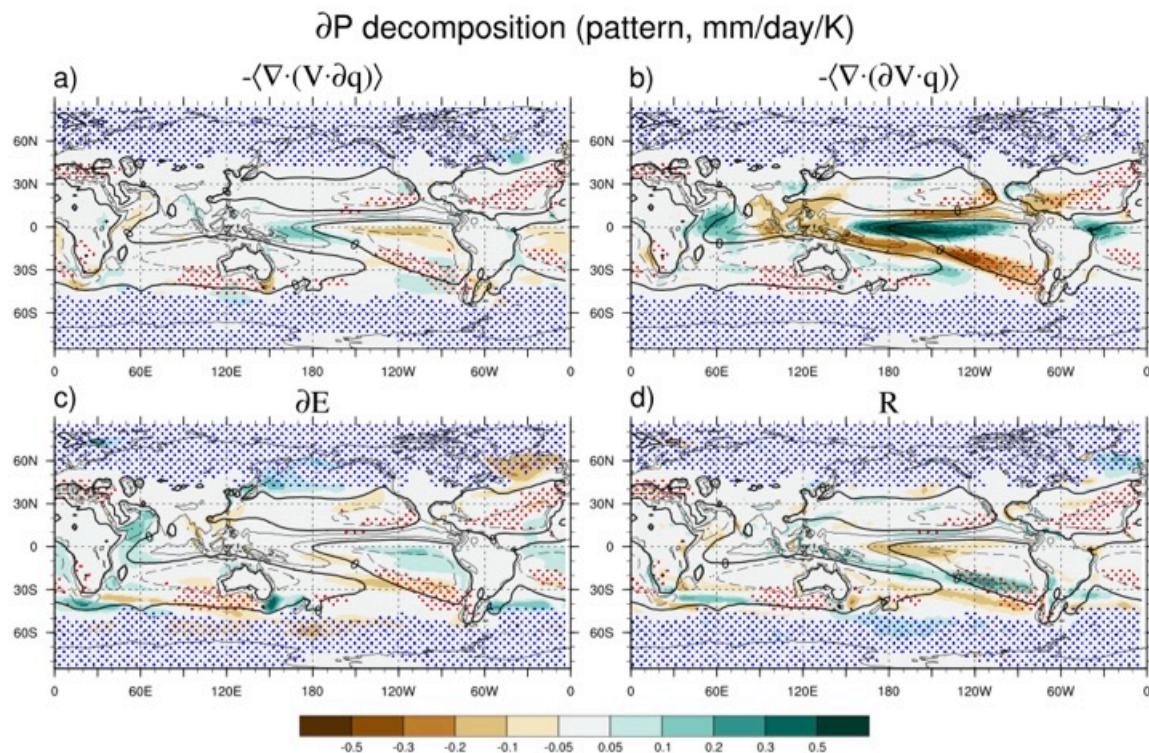 ∂P decomposition (pattern, mm/day/K)
a) -⟨∇·(V·∂q)⟩
b) -⟨∇·(∂V·q)⟩
60N
30N
0
30S
60S
0 60E 120E 180 120W 60W 0
60N
30N
0
30S
60S
0 60E 120E 180 120W 60W 0
c) ∂E
d) R
60N
30N
0
30S
60S
0 60E 120E 180 120W 60W 0
60N
30N
0
30S
60S
0 60E 120E 180 120W 60W 0
-0.5 -0.3 -0.2 -0.1 -0.05 0.05 0.1 0.2 0.3 0.5